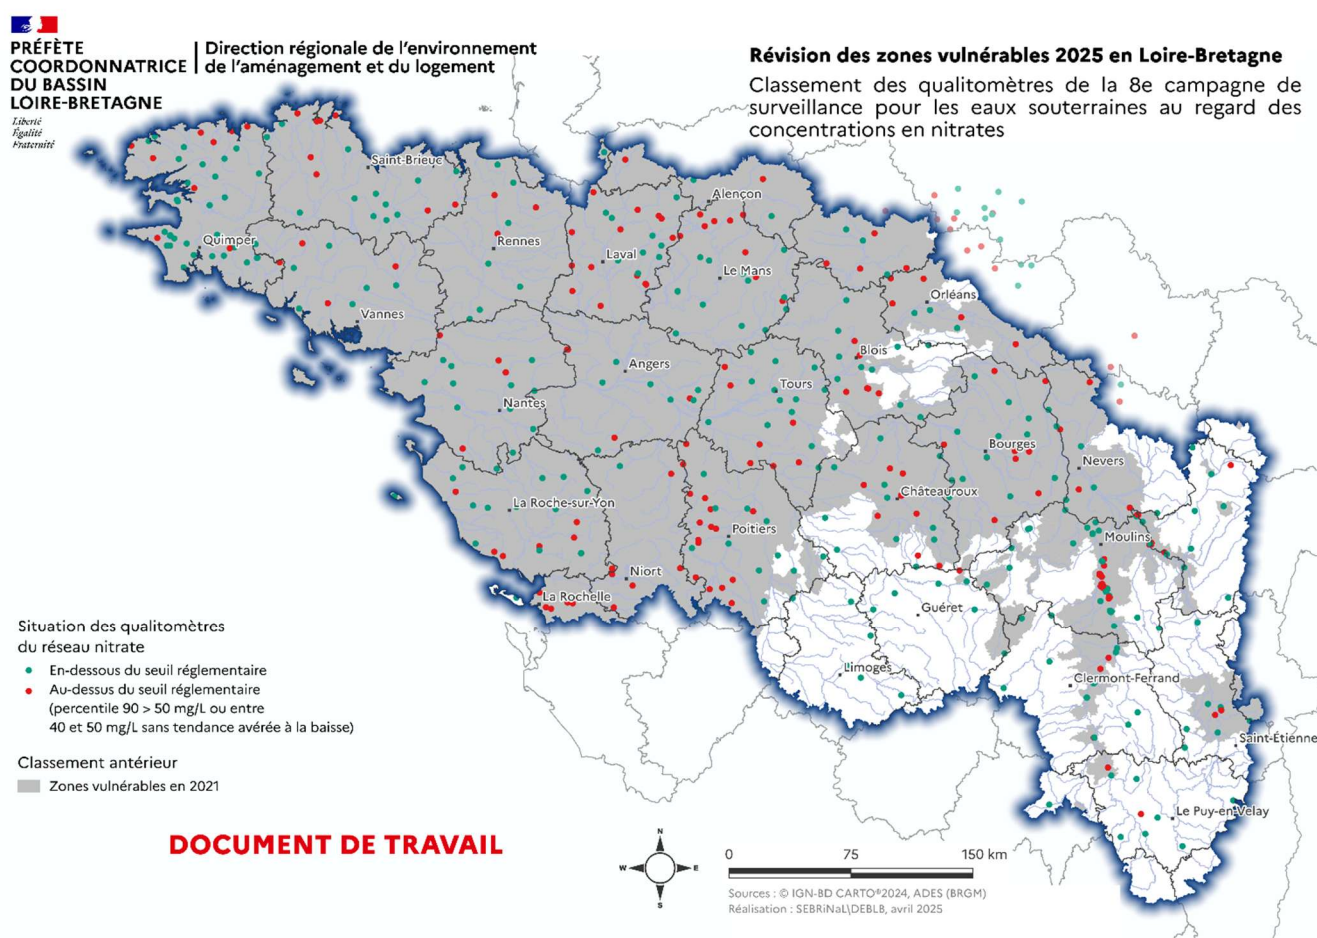 PRÉFÈTE
COORDONNATRICE
DU BASSIN
LOIRE-BRETAGNE
Liberté
Égalité
Fraternité
Direction régionale de l'environnement
de l'aménagement et du logement
Révision des zones vulnérables 2025 en Loire-Bretagne
Classement des qualitomètres de la 8e campagne de
surveillance pour les eaux souterraines au regard des
concentrations en nitrates
Saint-Brieuc
Alençon
Quimper
Rennes
Laval
Le Mans
Orléans
Vannes
Blois
Angers
Tours
Nantes
Bourges
Nevers
Châteauroux
La Roche-sur-Yon
Poitiers
Moulins
Niort
La Rochelle
Guéret
Limoges
Clermont-Ferrand
Saint-Étienne
Le Puy-en-Velay
Situation des qualitomètres
du réseau nitrate
En-dessous du seuil réglementaire
Au-dessus du seuil réglementaire
(percentile 90 > 50 mg/L ou entre
40 et 50 mg/L sans tendance avérée à la baisse)
Classement antérieur
Zones vulnérables en 2021
DOCUMENT DE TRAVAIL
N
W E
S
0 75 150 km
Sources : © IGN-BD CARTO®2024, ADES (BRGM)
Réalisation : SEBRiNaL\DEBLB, avril 2025